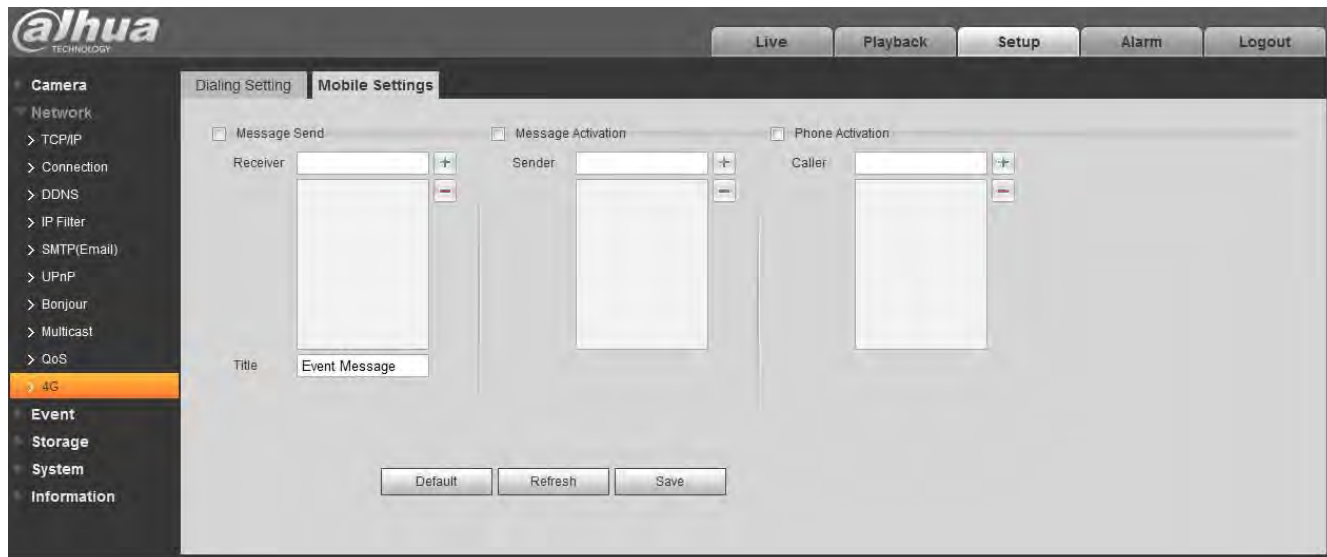 alhua
TECHNOLOGY
Live Playback Setup Alarm Logout
Camera
Network
> TCP/IP
> Connection
> DDNS
> IP Filter
> SMTP(Email)
> UPnP
> Bonjour
> Multicast
> QoS
> 4G
Event
Storage
System
Information
Dialing Setting Mobile Settings
Message Send Message Activation Phone Activation
Receiver + Sender + Caller +
- - -
Title Event Message
Default Refresh Save